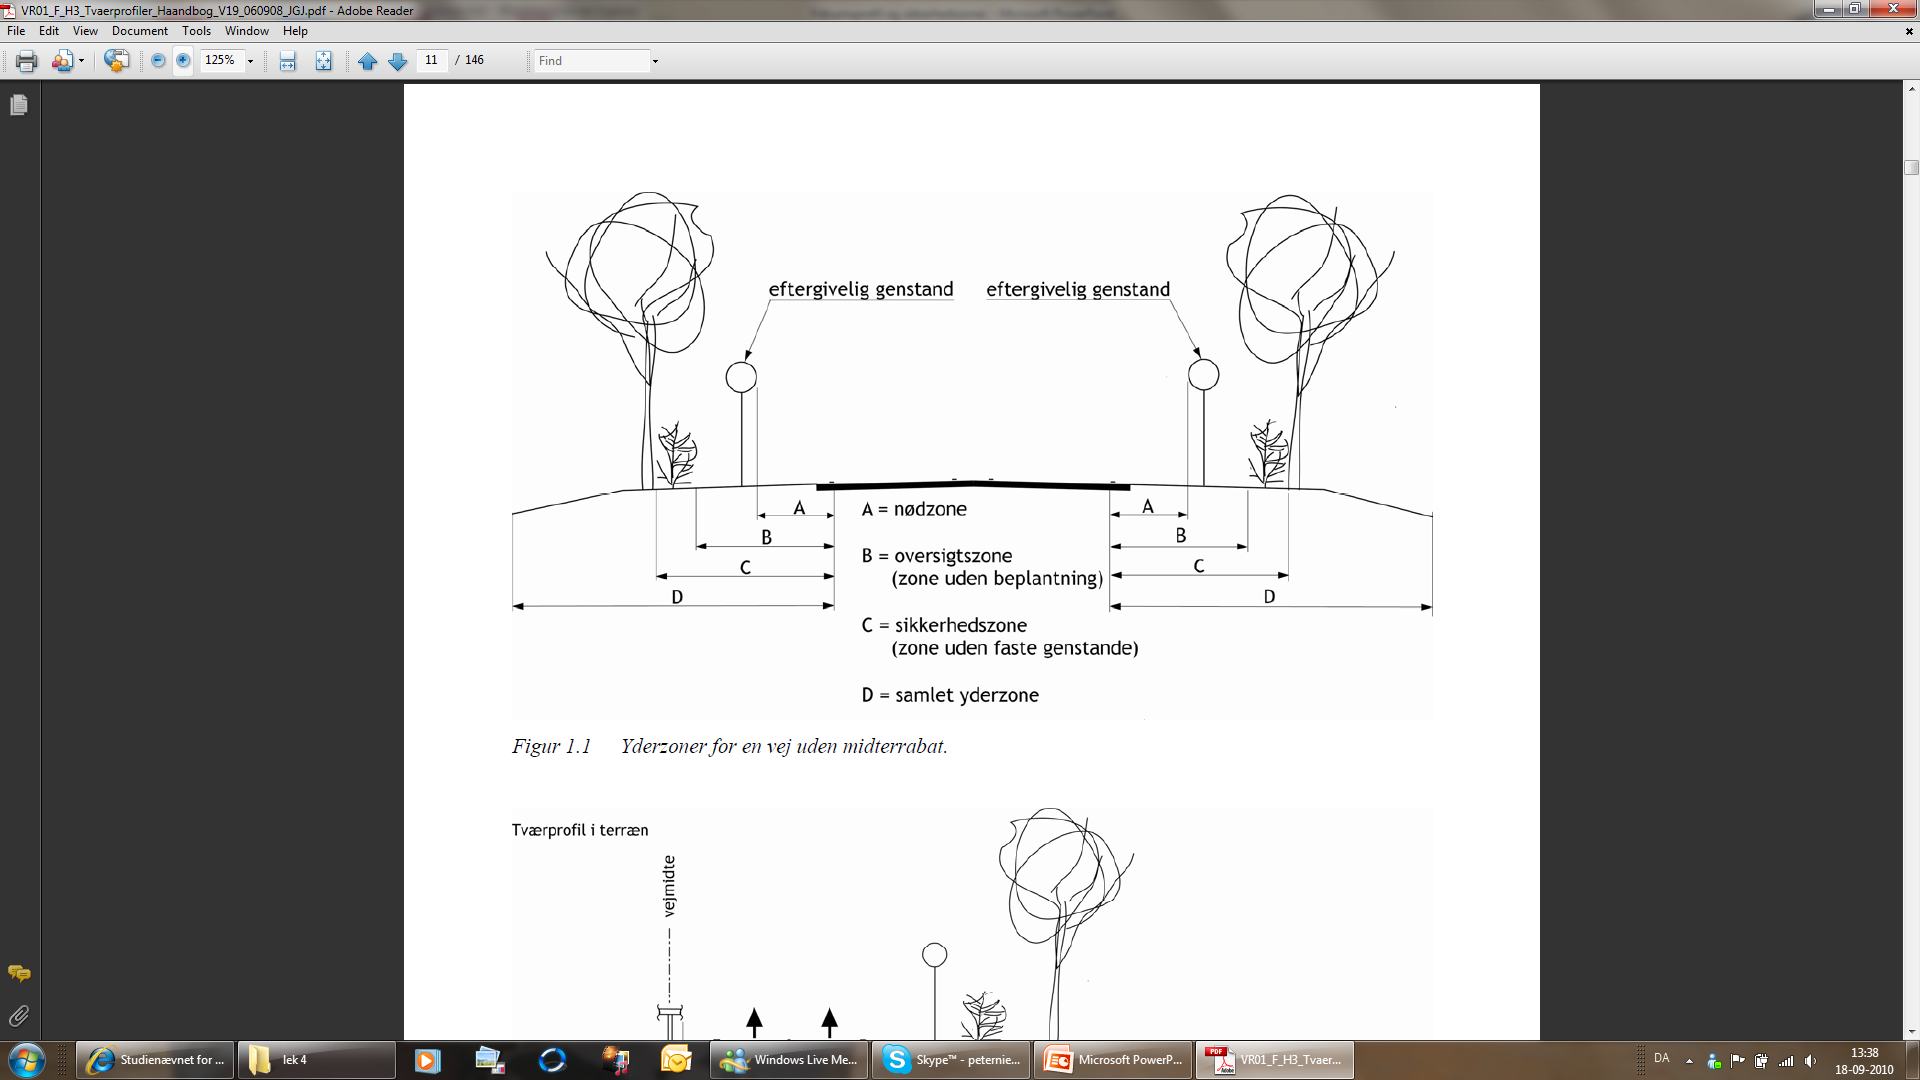 VR01_F_H3_Tvaerprofiler_Haandbog_V19_060908_JGJ.pdf - Adobe Reader
File Edit View Document Tools Window Help
125% 11 / 146 Find
eftergivelig genstand eftergivelig genstand
A A
B B
C C
D D
A = nødzone
B = oversigtszone
(zone uden beplantning)
C = sikkerhedszone
(zone uden faste genstande)
D = samlet yderzone
Figur 1.1 Yderzoner for en vej uden midterrabat.
Tværprofil i terræn
vejmidte
Studienævnet for ... lek 4 Windows Live Me... Skype™ - peternie... Microsoft PowerP... VR01_F_H3_Tvaer... DA 13:38
18-09-2010